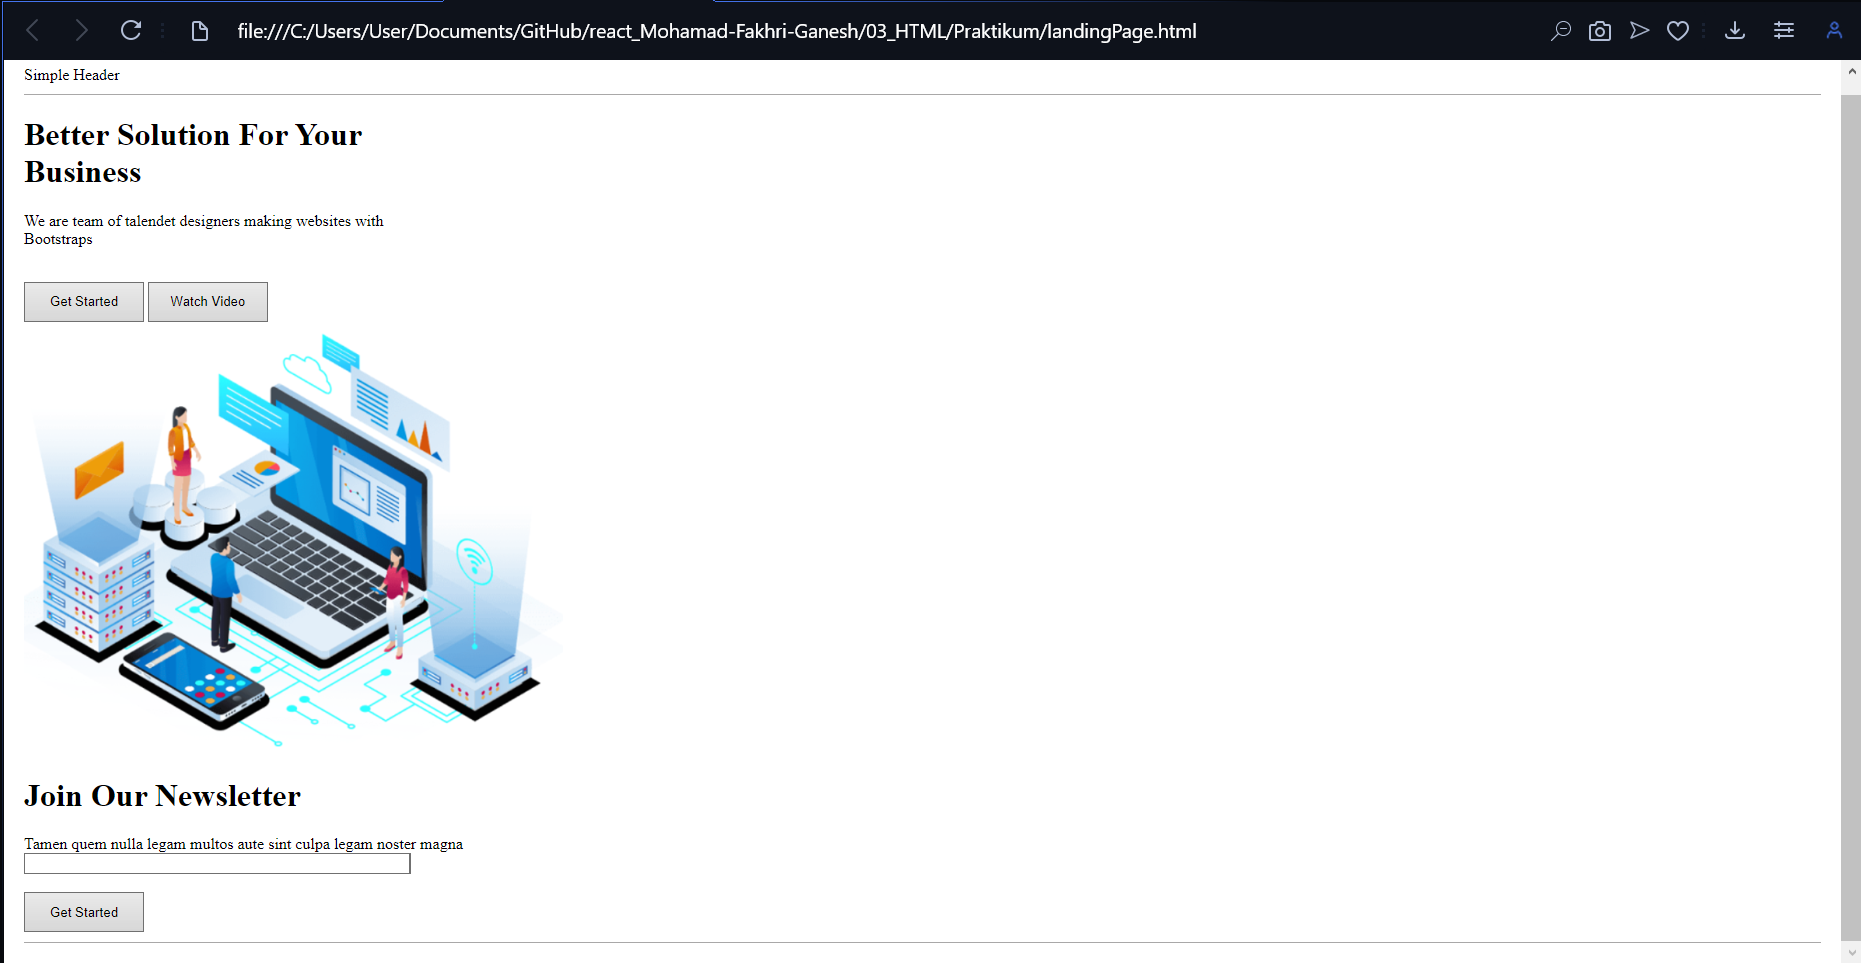 file:///C:/Users/User/Documents/GitHub/react_Mohamad-Fakhri-Ganesh/03_HTML/Praktikum/landingPage.html
Simple Header
Better Solution For Your
Business
We are team of talendet designers making websites with
Bootstraps
Get Started Watch Video
Join Our Newsletter
Tamen quem nulla legam multos aute sint culpa legam noster magna
Get Started